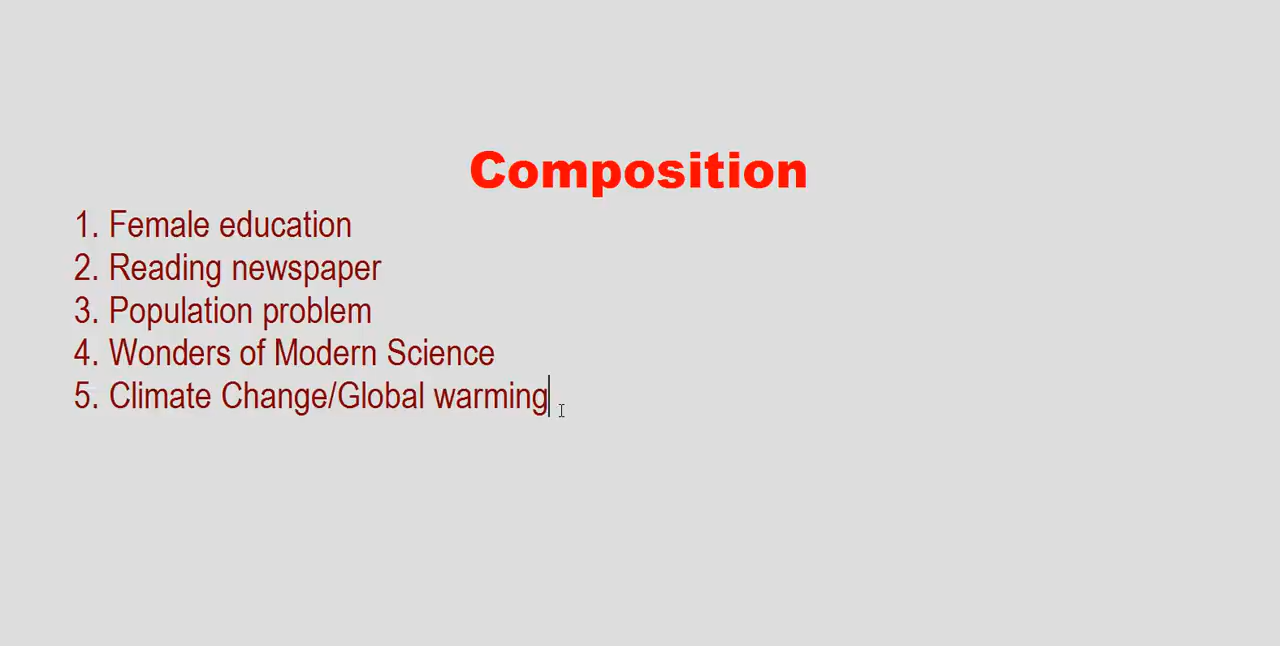 Composition
1. Female education
2. Reading newspaper
3. Population problem
4. Wonders of Modern Science
5. Climate Change/Global warming